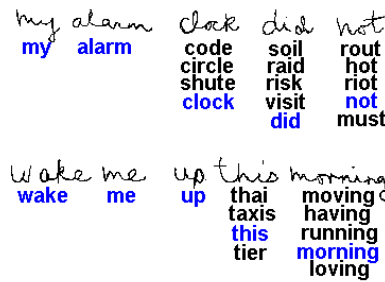 my alarm clock did not
my alarm code soil rout
circle raid hot
shute risk riot
clock visit not
did must
wake me up this morning
wake me up thai moving
taxis having
this running
tier morning
loving